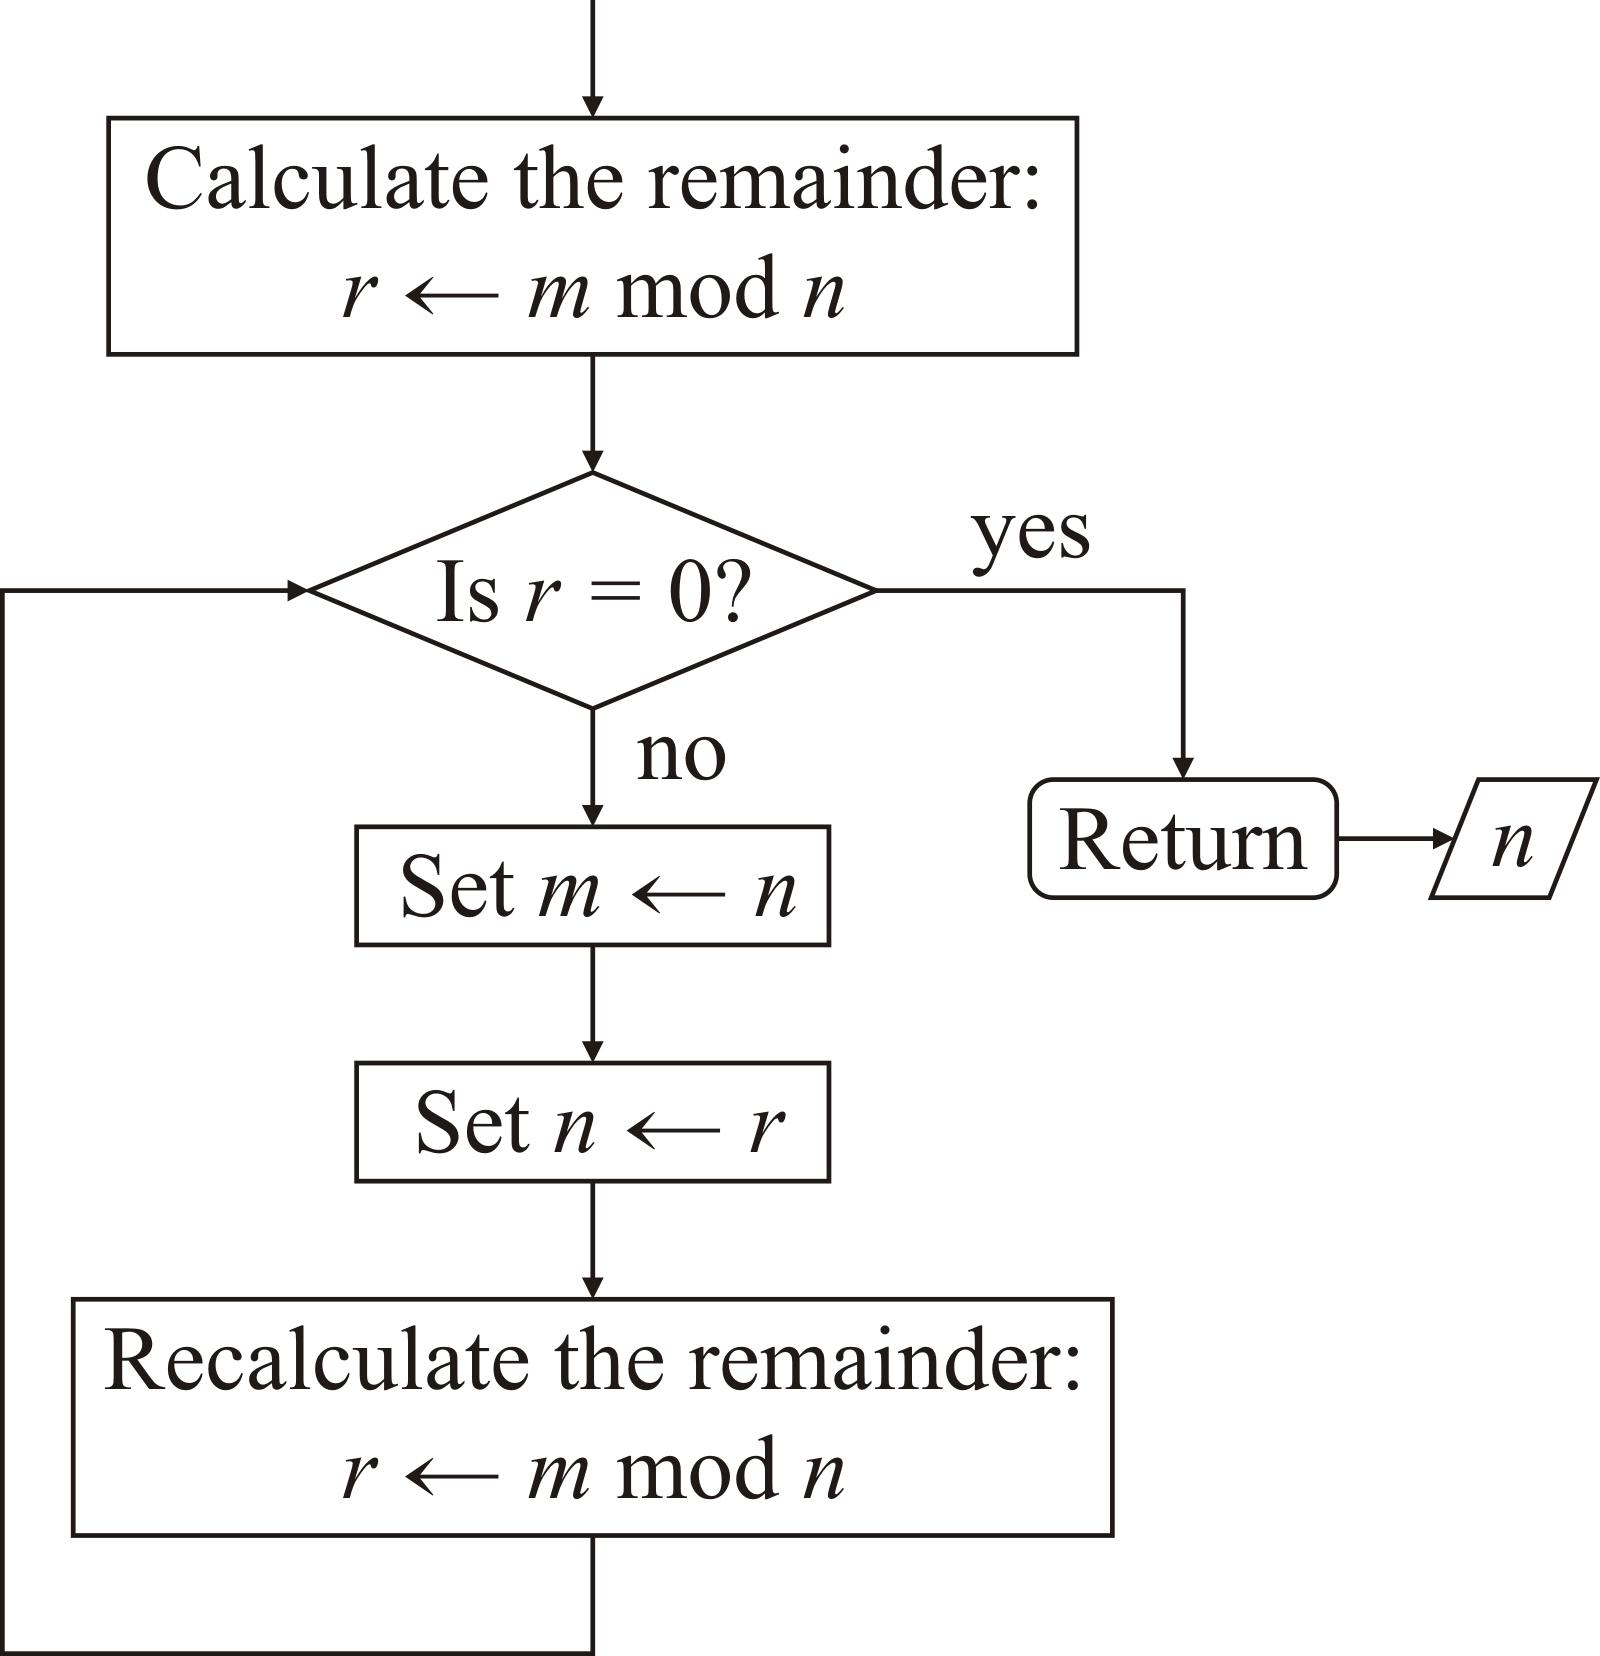 Calculate the remainder:
r ← m mod n
Is r = 0?
yes
no
Set m ← n
Return
n
Set n ← r
Recalculate the remainder:
r ← m mod n